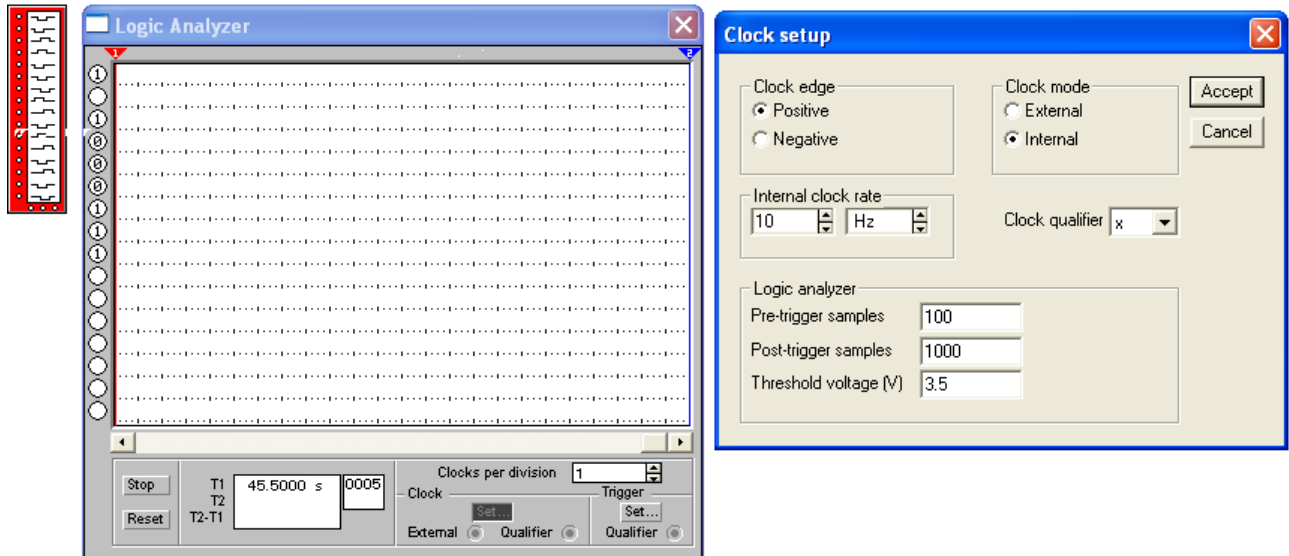 Logic Analyzer
1 2
1
1
0
0
0
1
1
1
Clocks per division 1
Stop T1 45.5000 s 0005 Clock Trigger
T2 Set... Set...
Reset T2-T1 External Qualifier Qualifier
Clock setup
Clock edge Clock mode Accept
Positive External
Negative Internal Cancel
Internal clock rate
10 Hz Clock qualifier x
Logic analyzer
Pre-trigger samples 100
Post-trigger samples 1000
Threshold voltage (V) 3.5